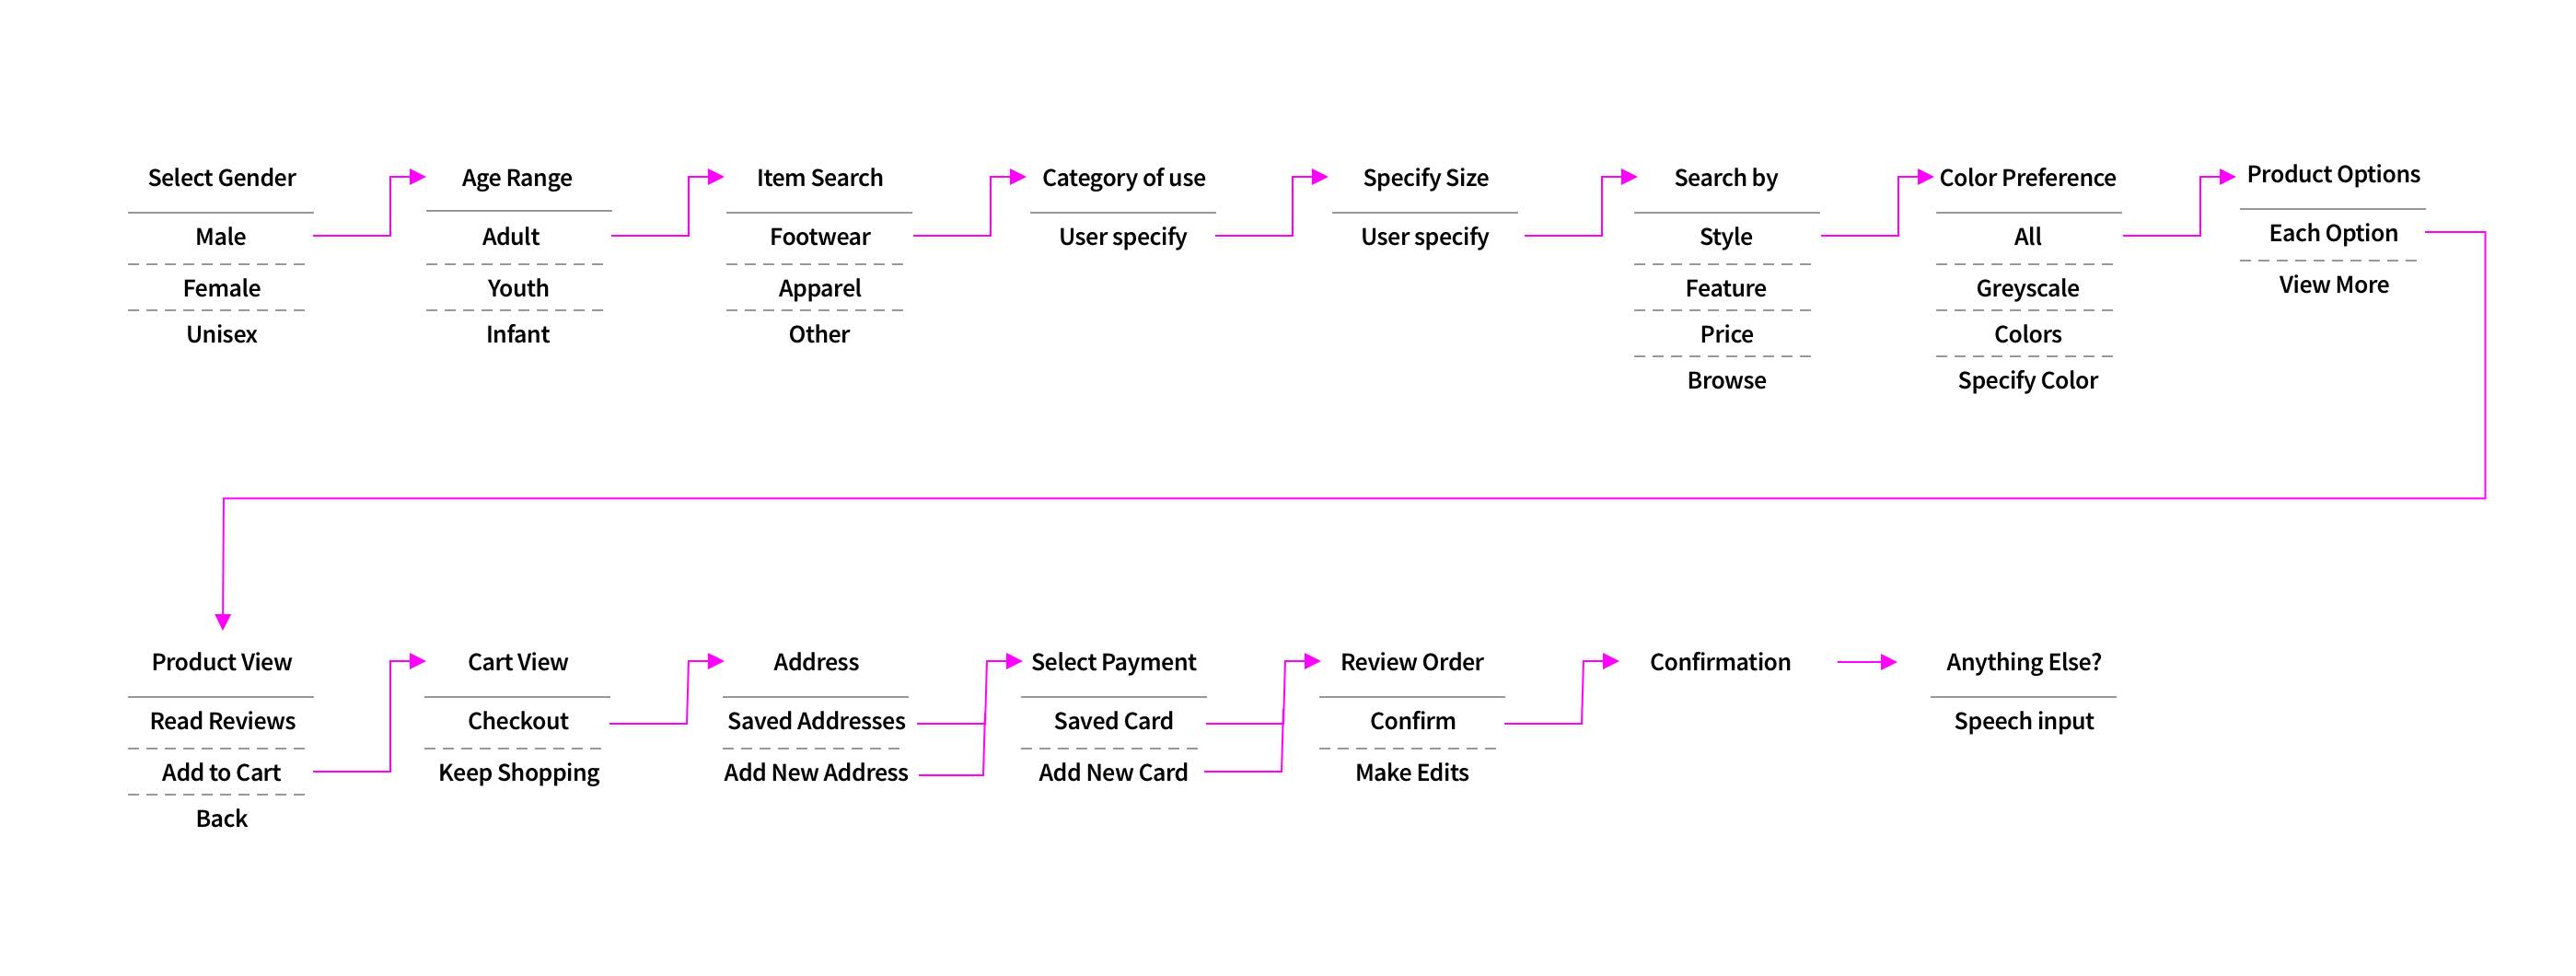 Select Gender
Male
Female
Unisex
Age Range
Adult
Youth
Infant
Item Search
Footwear
Apparel
Other
Category of use
User specify
Specify Size
User specify
Search by
Style
Feature
Price
Browse
Color Preference
All
Greyscale
Colors
Specify Color
Product Options
Each Option
View More
Product View
Read Reviews
Add to Cart
Back
Cart View
Checkout
Keep Shopping
Address
Saved Addresses
Add New Address
Select Payment
Saved Card
Add New Card
Review Order
Confirm
Make Edits
Confirmation
Anything Else?
Speech input